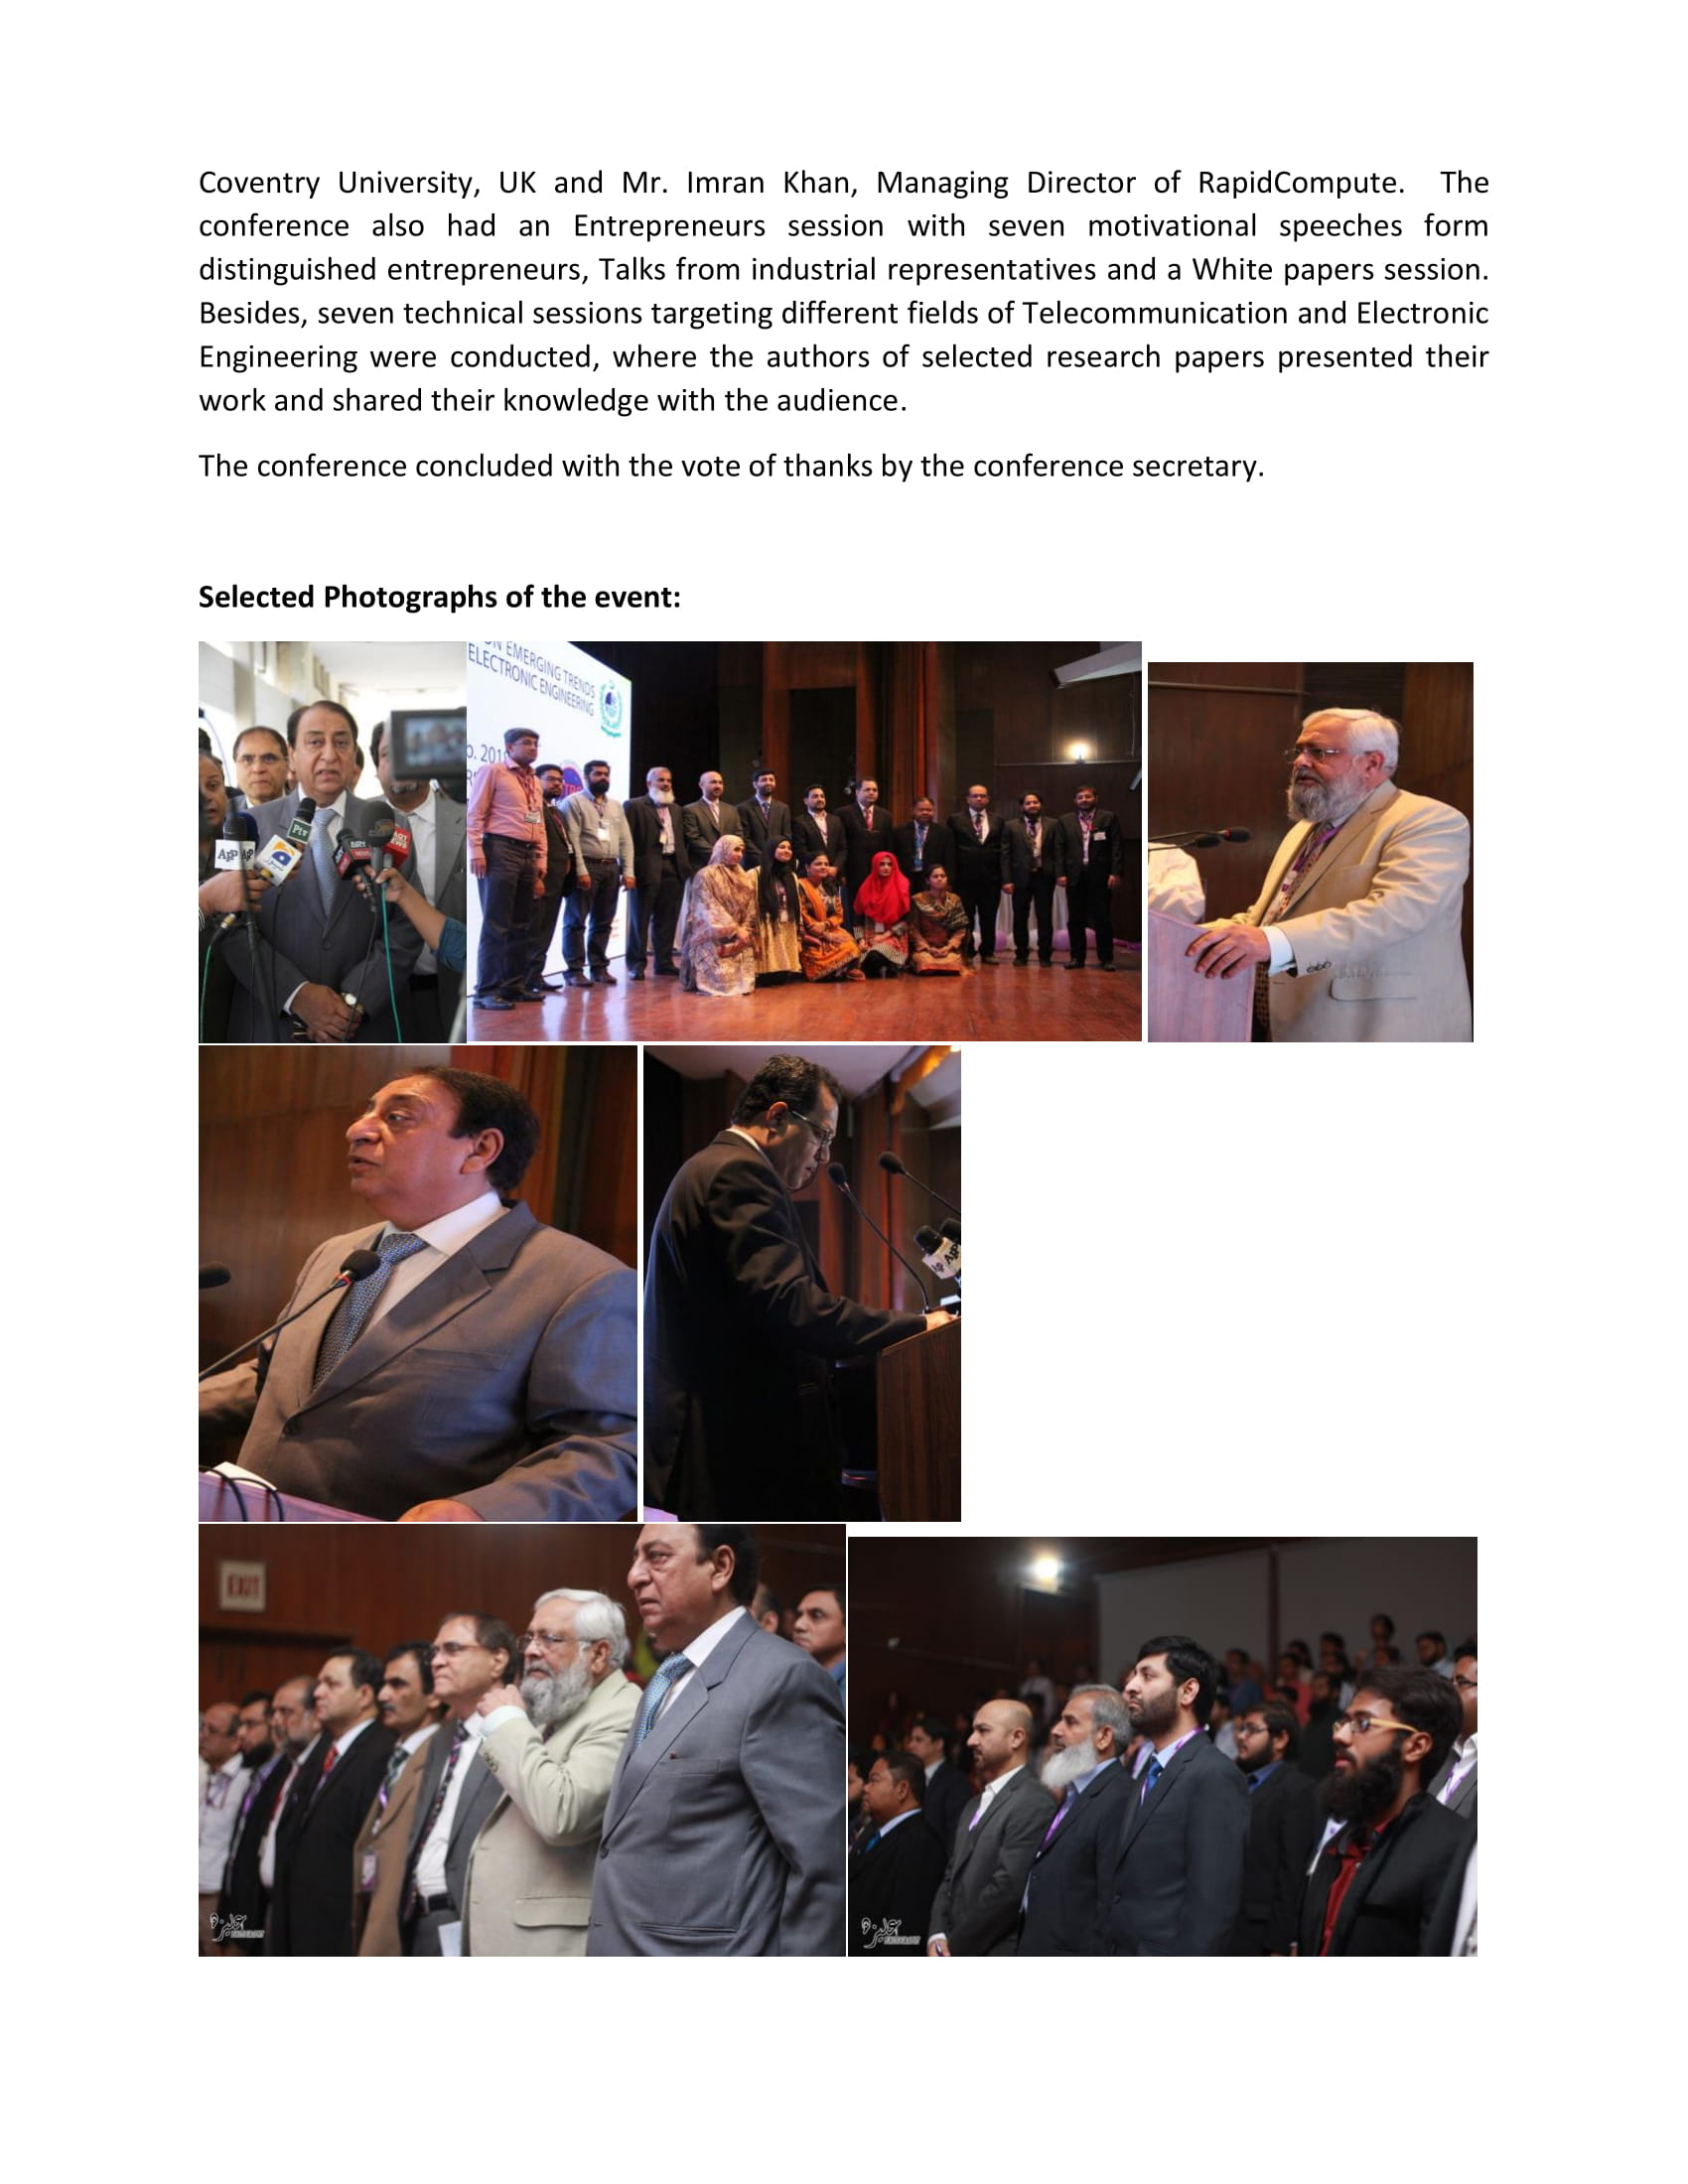 Coventry University, UK and Mr. Imran Khan, Managing Director of RapidCompute. The
conference also had an Entrepreneurs session with seven motivational speeches form
distinguished entrepreneurs, Talks from industrial representatives and a White papers session.
Besides, seven technical sessions targeting different fields of Telecommunication and Electronic
Engineering were conducted, where the authors of selected research papers presented their
work and shared their knowledge with the audience.
The conference concluded with the vote of thanks by the conference secretary.
Selected Photographs of the event:
ON EMERGING TRENDS
ELECTRONIC ENGINEERING
APP
EXIT